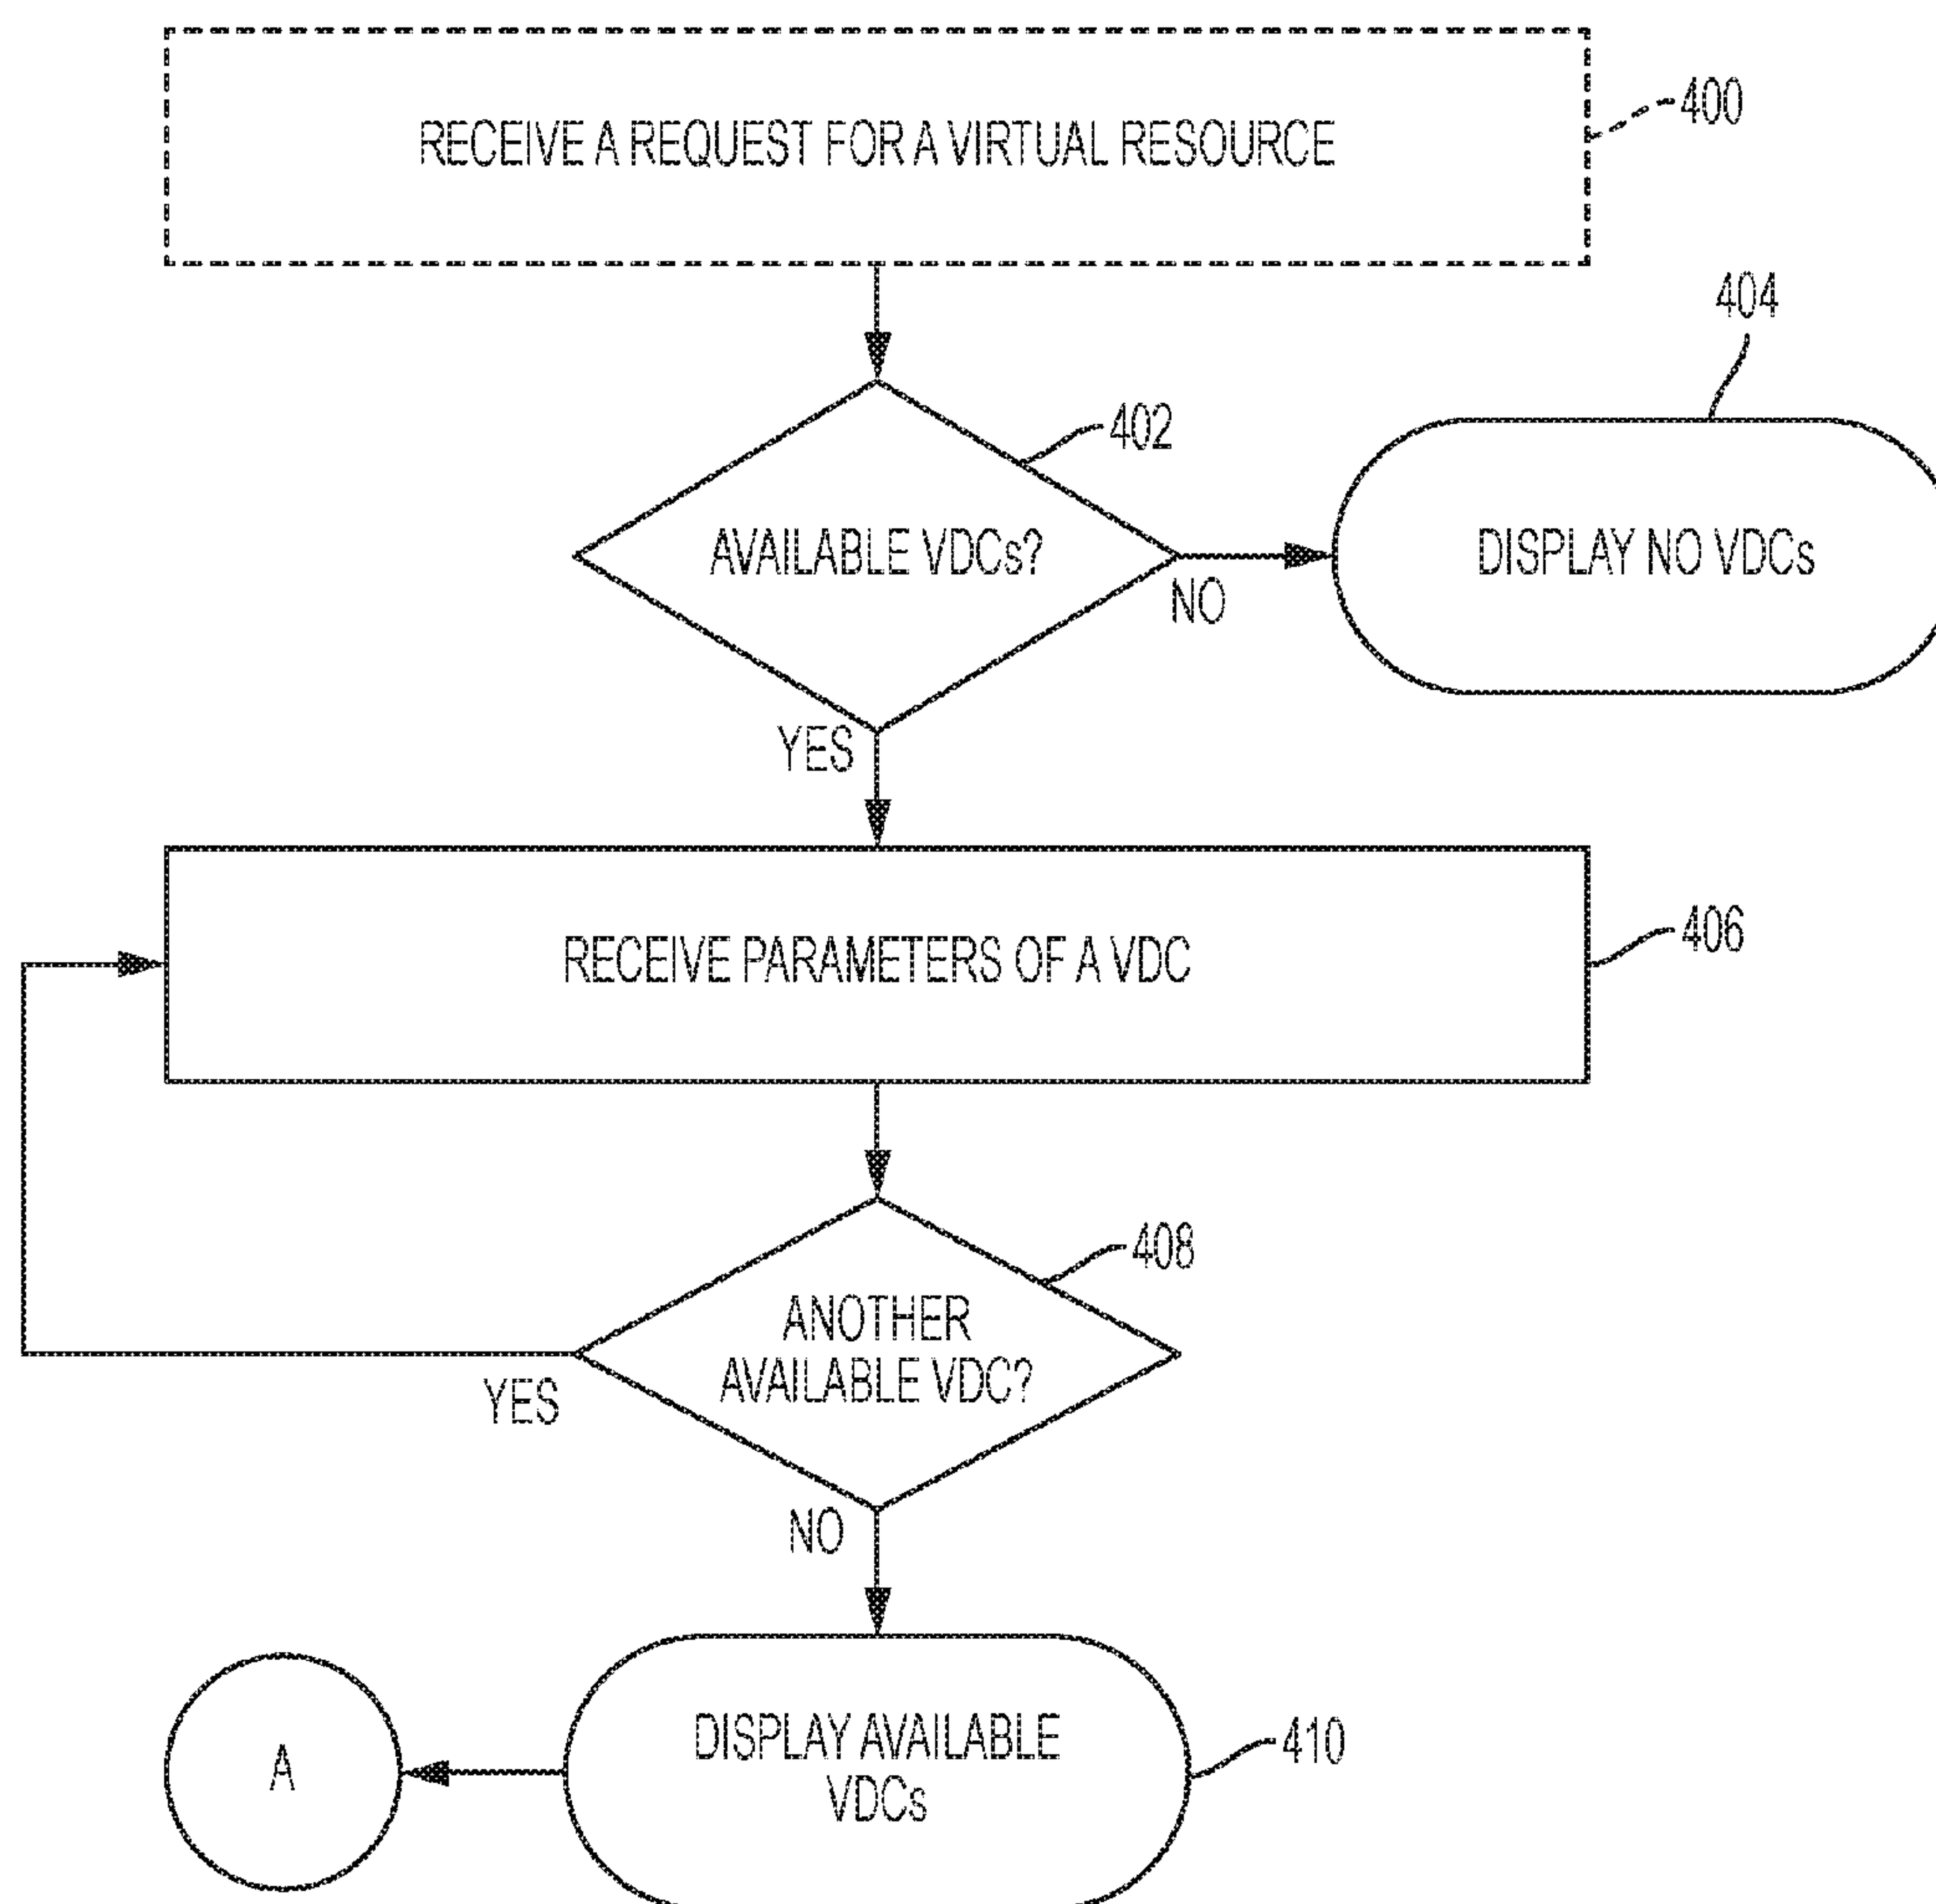 RECEIVE A REQUEST FOR A VIRTUAL RESOURCE
400
404
402
AVAILABLE VDCs?
DISPLAY NO VDCs
NO
YES
RECEIVE PARAMETERS OF A VDC
406
408
ANOTHER
AVAILABLE VDC?
YES
NO
DISPLAY AVAILABLE
VDCs
410
A